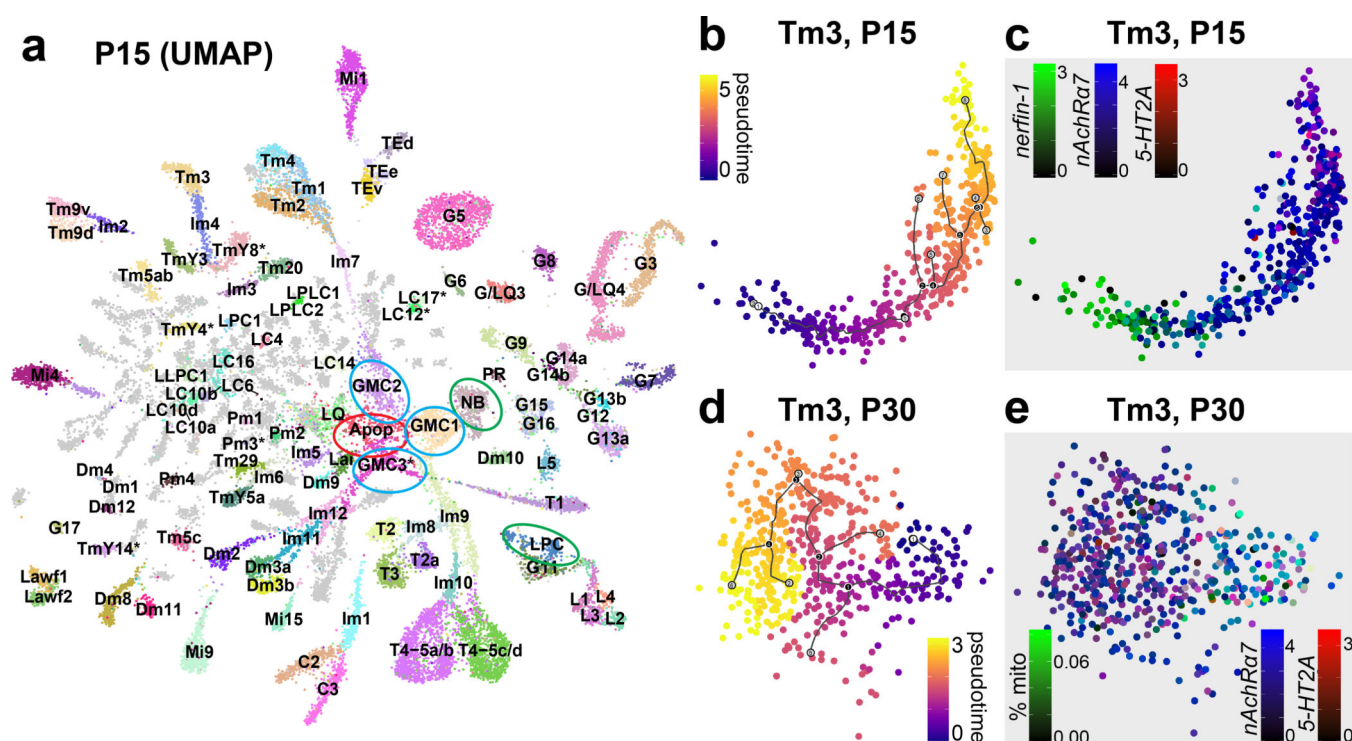 a
P15 (UMAP)
Mi1
TEd
TEe
TEv
Tm4
Tm1
Tm2
Tm3
Tm9v
Im2
Tm9d
Im4
TmY8*
TmY3
Tm20
Im7
G5
G8
G3
Tm5ab
Im3
LPLC1
LPLC2
G6
G/LQ3
G/LQ4
LC17*
LC12*
TmY4*
LPC1
LC4
LC16
LC14
G9
G14a
G14b
PR
Mi4
LLPC1
LC6
LC10b
LC10d
LC10a
GMC2
NB
G7
G13b
G15
G12
G16
G13a
Pm1
LQ
Apop
GMC1
Pm3*
Pm2
Im5
Tm29
Lai
GMC3*
Dm10
L5
Dm4
Dm1
Pm4
Im6
Dm9
Dm12
TmY5a
T1
Im12
G17
TmY14*
Tm5c
Im11
T2
Im8
Im9
LPC
Dm2
T2a
G11
Lawf1
Lawf2
Dm3a
Dm3b
T3
Im10
Dm8
Dm11
Mi15
Im1
L1
L4
L3
L2
Mi9
C2
T4-5a/b
T4-5c/d
C3
b
Tm3, P15
5
0
pseudotime
c
Tm3, P15
nerfin-1
3
0
nAchRα7
4
0
5-HT2A
3
0
d
Tm3, P30
3
0
pseudotime
e
Tm3, P30
% mito
0.06
0.00
nAchRα7
4
0
5-HT2A
3
0